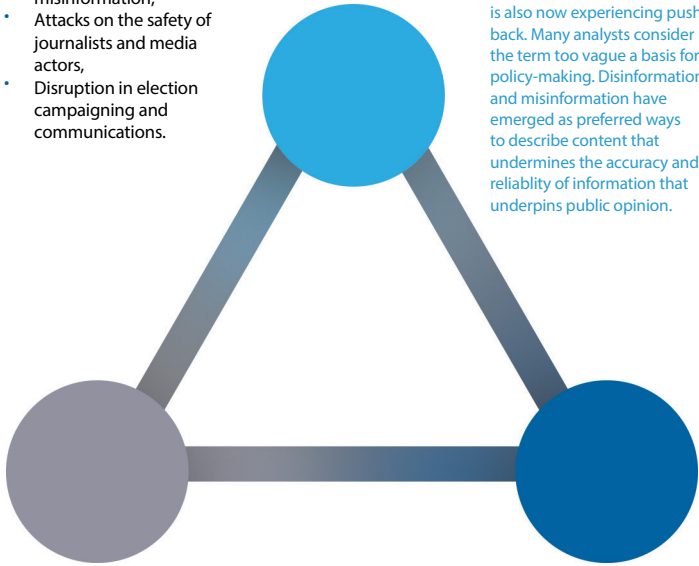 misinformation,
• Attacks on the safety of
journalists and media
actors,
• Disruption in election
campaigning and
communications.
is also now experiencing push
back. Many analysts consider
the term too vague a basis for
policy-making. Disinformation
and misinformation have
emerged as preferred ways
to describe content that
undermines the accuracy and
reliablity of information that
underpins public opinion.